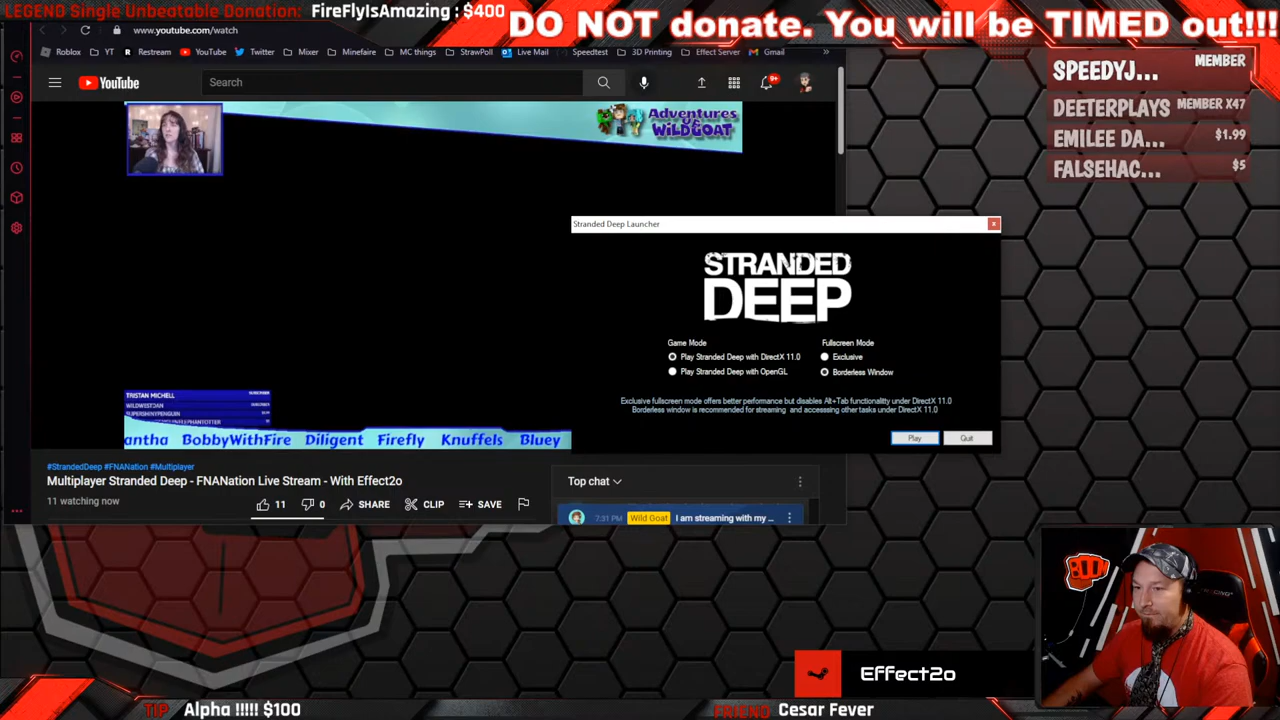 LEGEND Single Unbeatable Donation: FireFlyIsAmazing : $400
DO NOT donate. You will be TIMED out!!!
www.youtube.com/watch
Roblox YT Restream YouTube Twitter Mixer Minefaire MC things StrawPoll Live Mail Speedtest 3D Printing Effect Server Gmail »
YouTube
Search
9+
SPEEDYJ... MEMBER
DEETERPLAYS MEMBER X47
EMILEE DA... $1.99
FALSEHAC... $5
Adventures
WiLDGOAT
Stranded Deep Launcher
STRANDED
DEEP
Game Mode
Fullscreen Mode
Play Stranded Deep with DirectX 11.0
Exclusive
Play Stranded Deep with OpenGL
Borderless Window
Exclusive fullscreen mode offers better performance but disables Alt+Tab functionality under DirectX 11.0
Borderless window is recommended for streaming and accessing other tasks under DirectX 11.0
Play
Quit
TRISTAN MICHELL
WILDWESTDAN
SUPERSHINYPENGUIN
antha BobbyWithFire Diligent Firefly Knuffels Bluey
#StrandedDeep #FNANation #Multiplayer
Multiplayer Stranded Deep - FNANation Live Stream - With Effect2o
11 watching now
11
0
SHARE
CLIP
SAVE
Top chat
7:31 PM Wild Goat I am streaming with my ...
BOOM
Effect2o
TIP Alpha !!!!! $100
FRIEND Cesar Fever